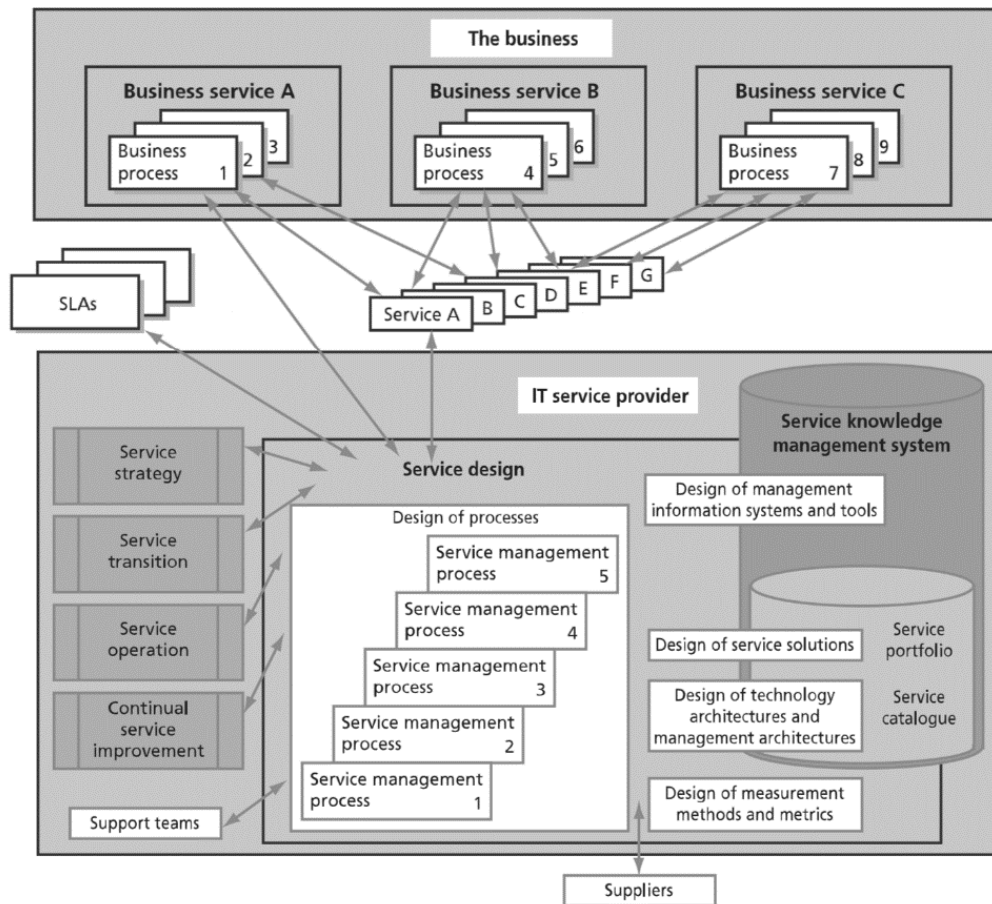 The business
Business service A
Business service B
Business service C
3
2
Business
process 1
6
5
Business
process 4
9
8
Business
process 7
SLAs
G
F
E
D
C
B
Service A
IT service provider
Service knowledge
management system
Service
strategy
Service
transition
Service
operation
Continual
service
improvement
Support teams
Service design
Design of processes
Service management
process 5
Service management
process 4
Service management
process 3
Service management
process 2
Service management
process 1
Design of management
information systems and tools
Design of service solutions
Service
portfolio
Design of technology
architectures and
management architectures
Service
catalogue
Design of measurement
methods and metrics
Suppliers